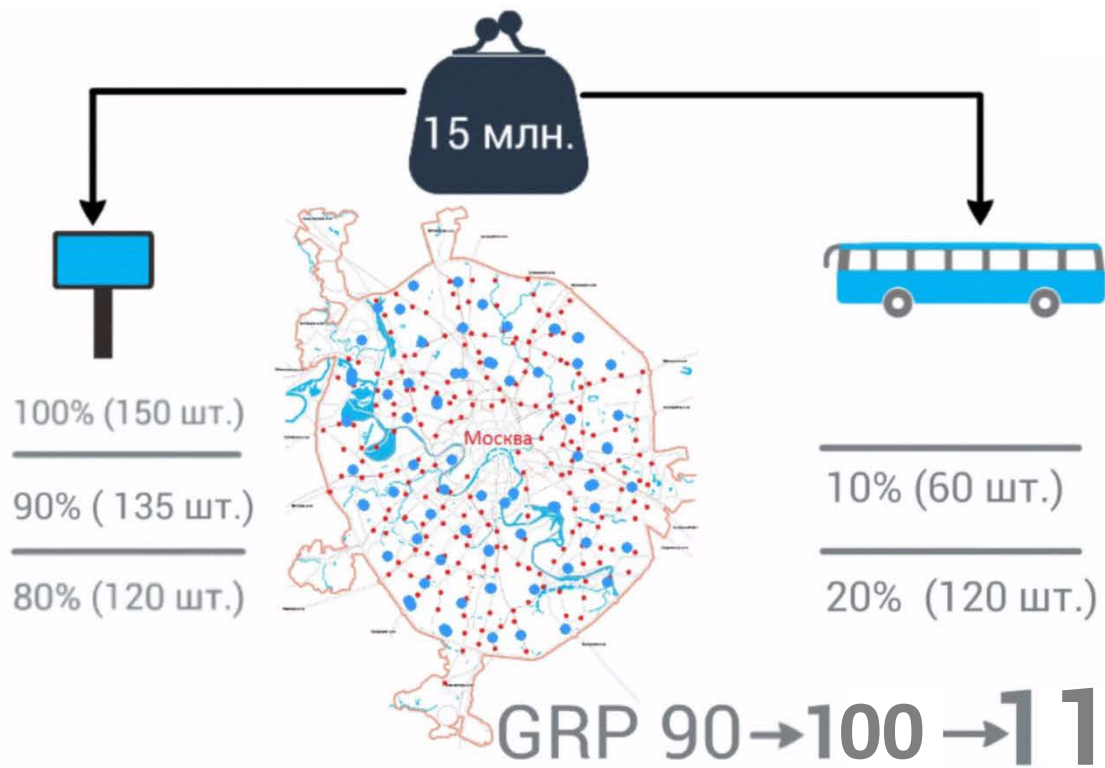 15 млн.
100% (150 шт.)
90% ( 135 шт.)
80% (120 шт.)
Москва
10% (60 шт.)
20% (120 шт.)
GRP 90→100→11